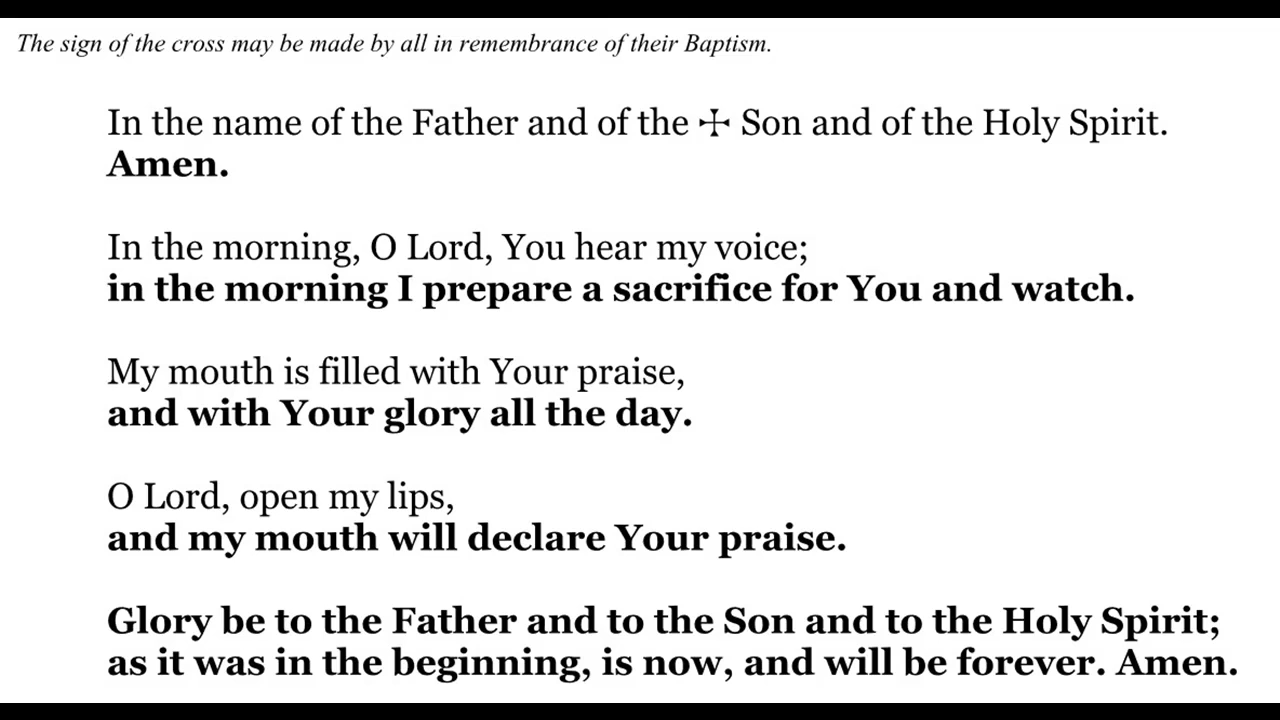 The sign of the cross may be made by all in remembrance of their Baptism.
In the name of the Father and of the ☩ Son and of the Holy Spirit.
Amen.
In the morning, O Lord, You hear my voice;
in the morning I prepare a sacrifice for You and watch.
My mouth is filled with Your praise,
and with Your glory all the day.
O Lord, open my lips,
and my mouth will declare Your praise.
Glory be to the Father and to the Son and to the Holy Spirit;
as it was in the beginning, is now, and will be forever. Amen.